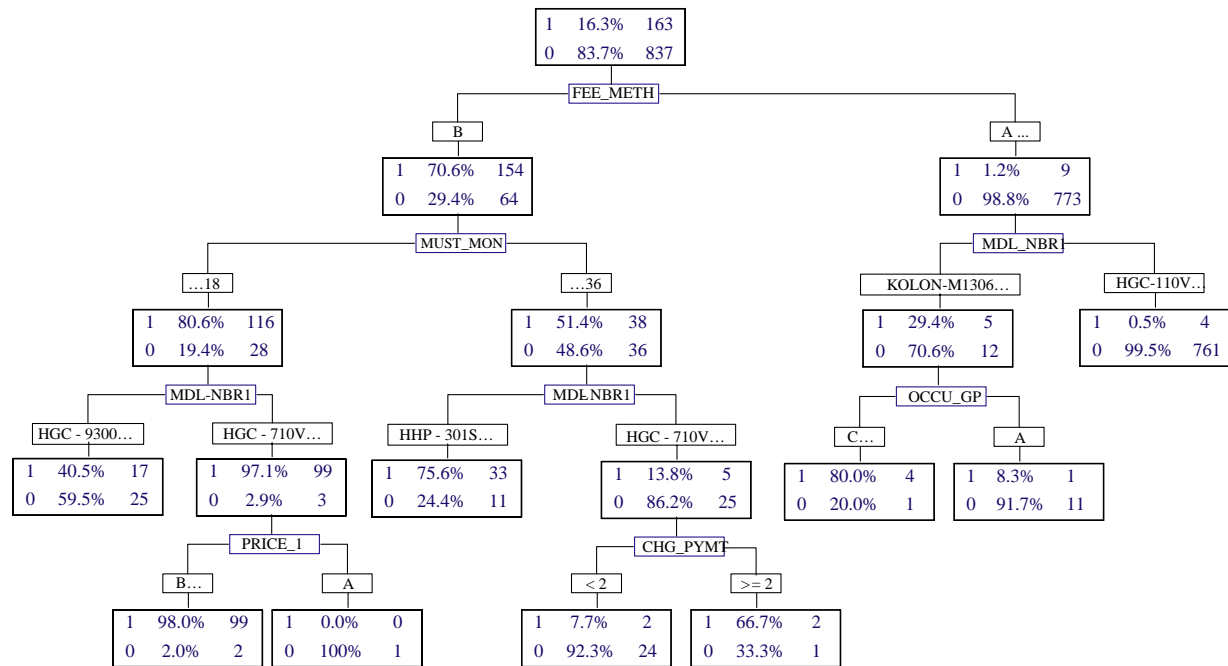 1 16.3% 163
0 83.7% 837
FEE_METH
B
A ...
1 70.6% 154
0 29.4% 64
1 1.2% 9
0 98.8% 773
MUST_MON
MDL_NBR1
…18
…36
KOLON-M1306…
HGC-110V…
1 80.6% 116
0 19.4% 28
1 51.4% 38
0 48.6% 36
1 29.4% 5
0 70.6% 12
1 0.5% 4
0 99.5% 761
MDL-NBR1
MDLNBR1
OCCU_GP
HGC - 9300…
HGC - 710V…
HHP - 301S…
HGC - 710V…
C…
A
1 40.5% 17
0 59.5% 25
1 97.1% 99
0 2.9% 3
1 75.6% 33
0 24.4% 11
1 13.8% 5
0 86.2% 25
1 80.0% 4
0 20.0% 1
1 8.3% 1
0 91.7% 11
PRICE_1
CHG_PYMT
B…
A
< 2
>= 2
1 98.0% 99
0 2.0% 2
1 0.0% 0
0 100% 1
1 7.7% 2
0 92.3% 24
1 66.7% 2
0 33.3% 1